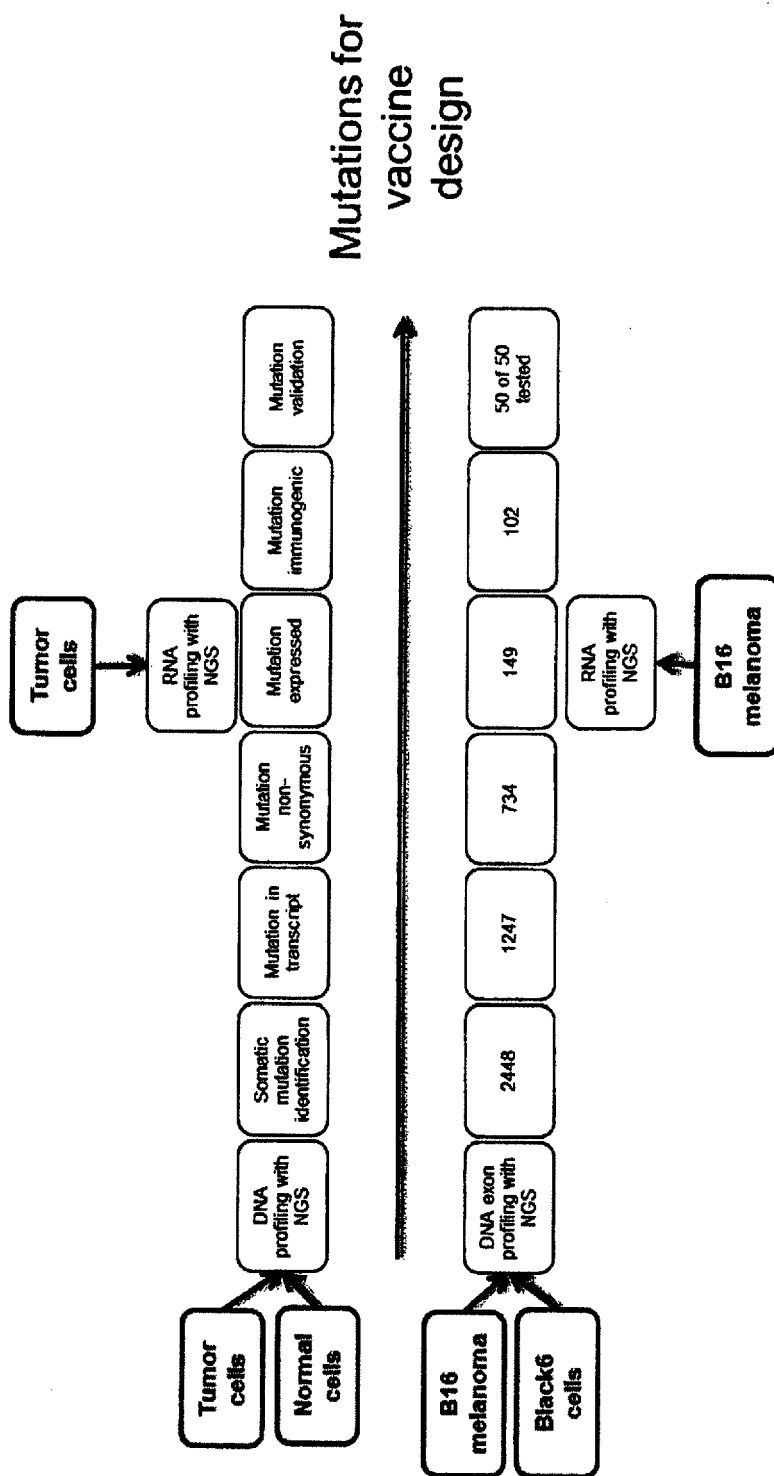 Tumor
cells
Normal
cells
DNA
profiling with
NGS
Somatic
mutation
identification
Mutation in
transcript
Mutation
non-
synonymous
Tumor
cells
RNA
profiling with
NGS
Mutation
expressed
Mutation
immunogenic
Mutation
validation
Mutations for
vaccine
design
B16
melanoma
Black6
cells
DNA exon
profiling with
NGS
2448
1247
734
149
RNA
profiling with
NGS
B16
melanoma
102
50 of 50
tested